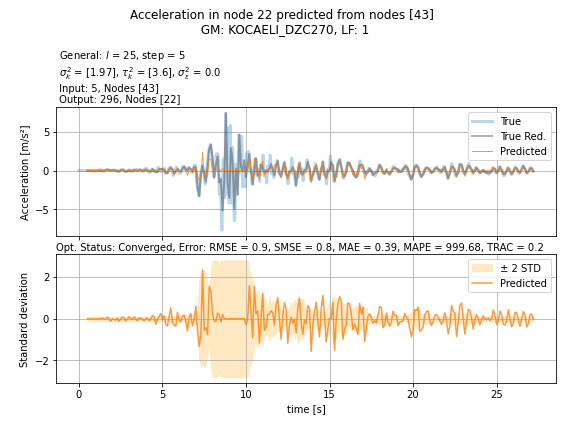 Acceleration in node 22 predicted from nodes [43]
GM: KOCAELI_DZC270, LF: 1
General: l = 25, step = 5
σ²ₖ = [1.97], τ²ₖ = [3.6], σ²ε = 0.0
Input: 5, Nodes [43]
Output: 296, Nodes [22]
True
True Red.
Predicted
Acceleration [m/s²]
5
0
−5
Opt. Status: Converged, Error: RMSE = 0.9, SMSE = 0.8, MAE = 0.39, MAPE = 999.68, TRAC = 0.2
± 2 STD
Predicted
Standard deviation
2
0
−2
0 5 10 15 20 25
time [s]